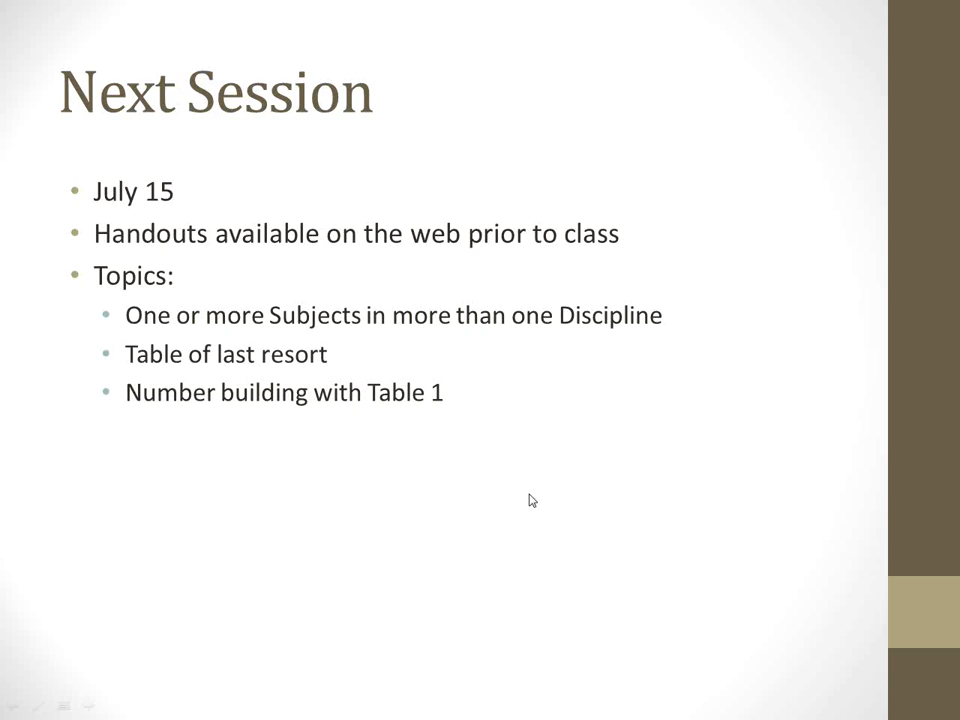 Next Session
• July 15
• Handouts available on the web prior to class
• Topics:
• One or more Subjects in more than one Discipline
• Table of last resort
• Number building with Table 1